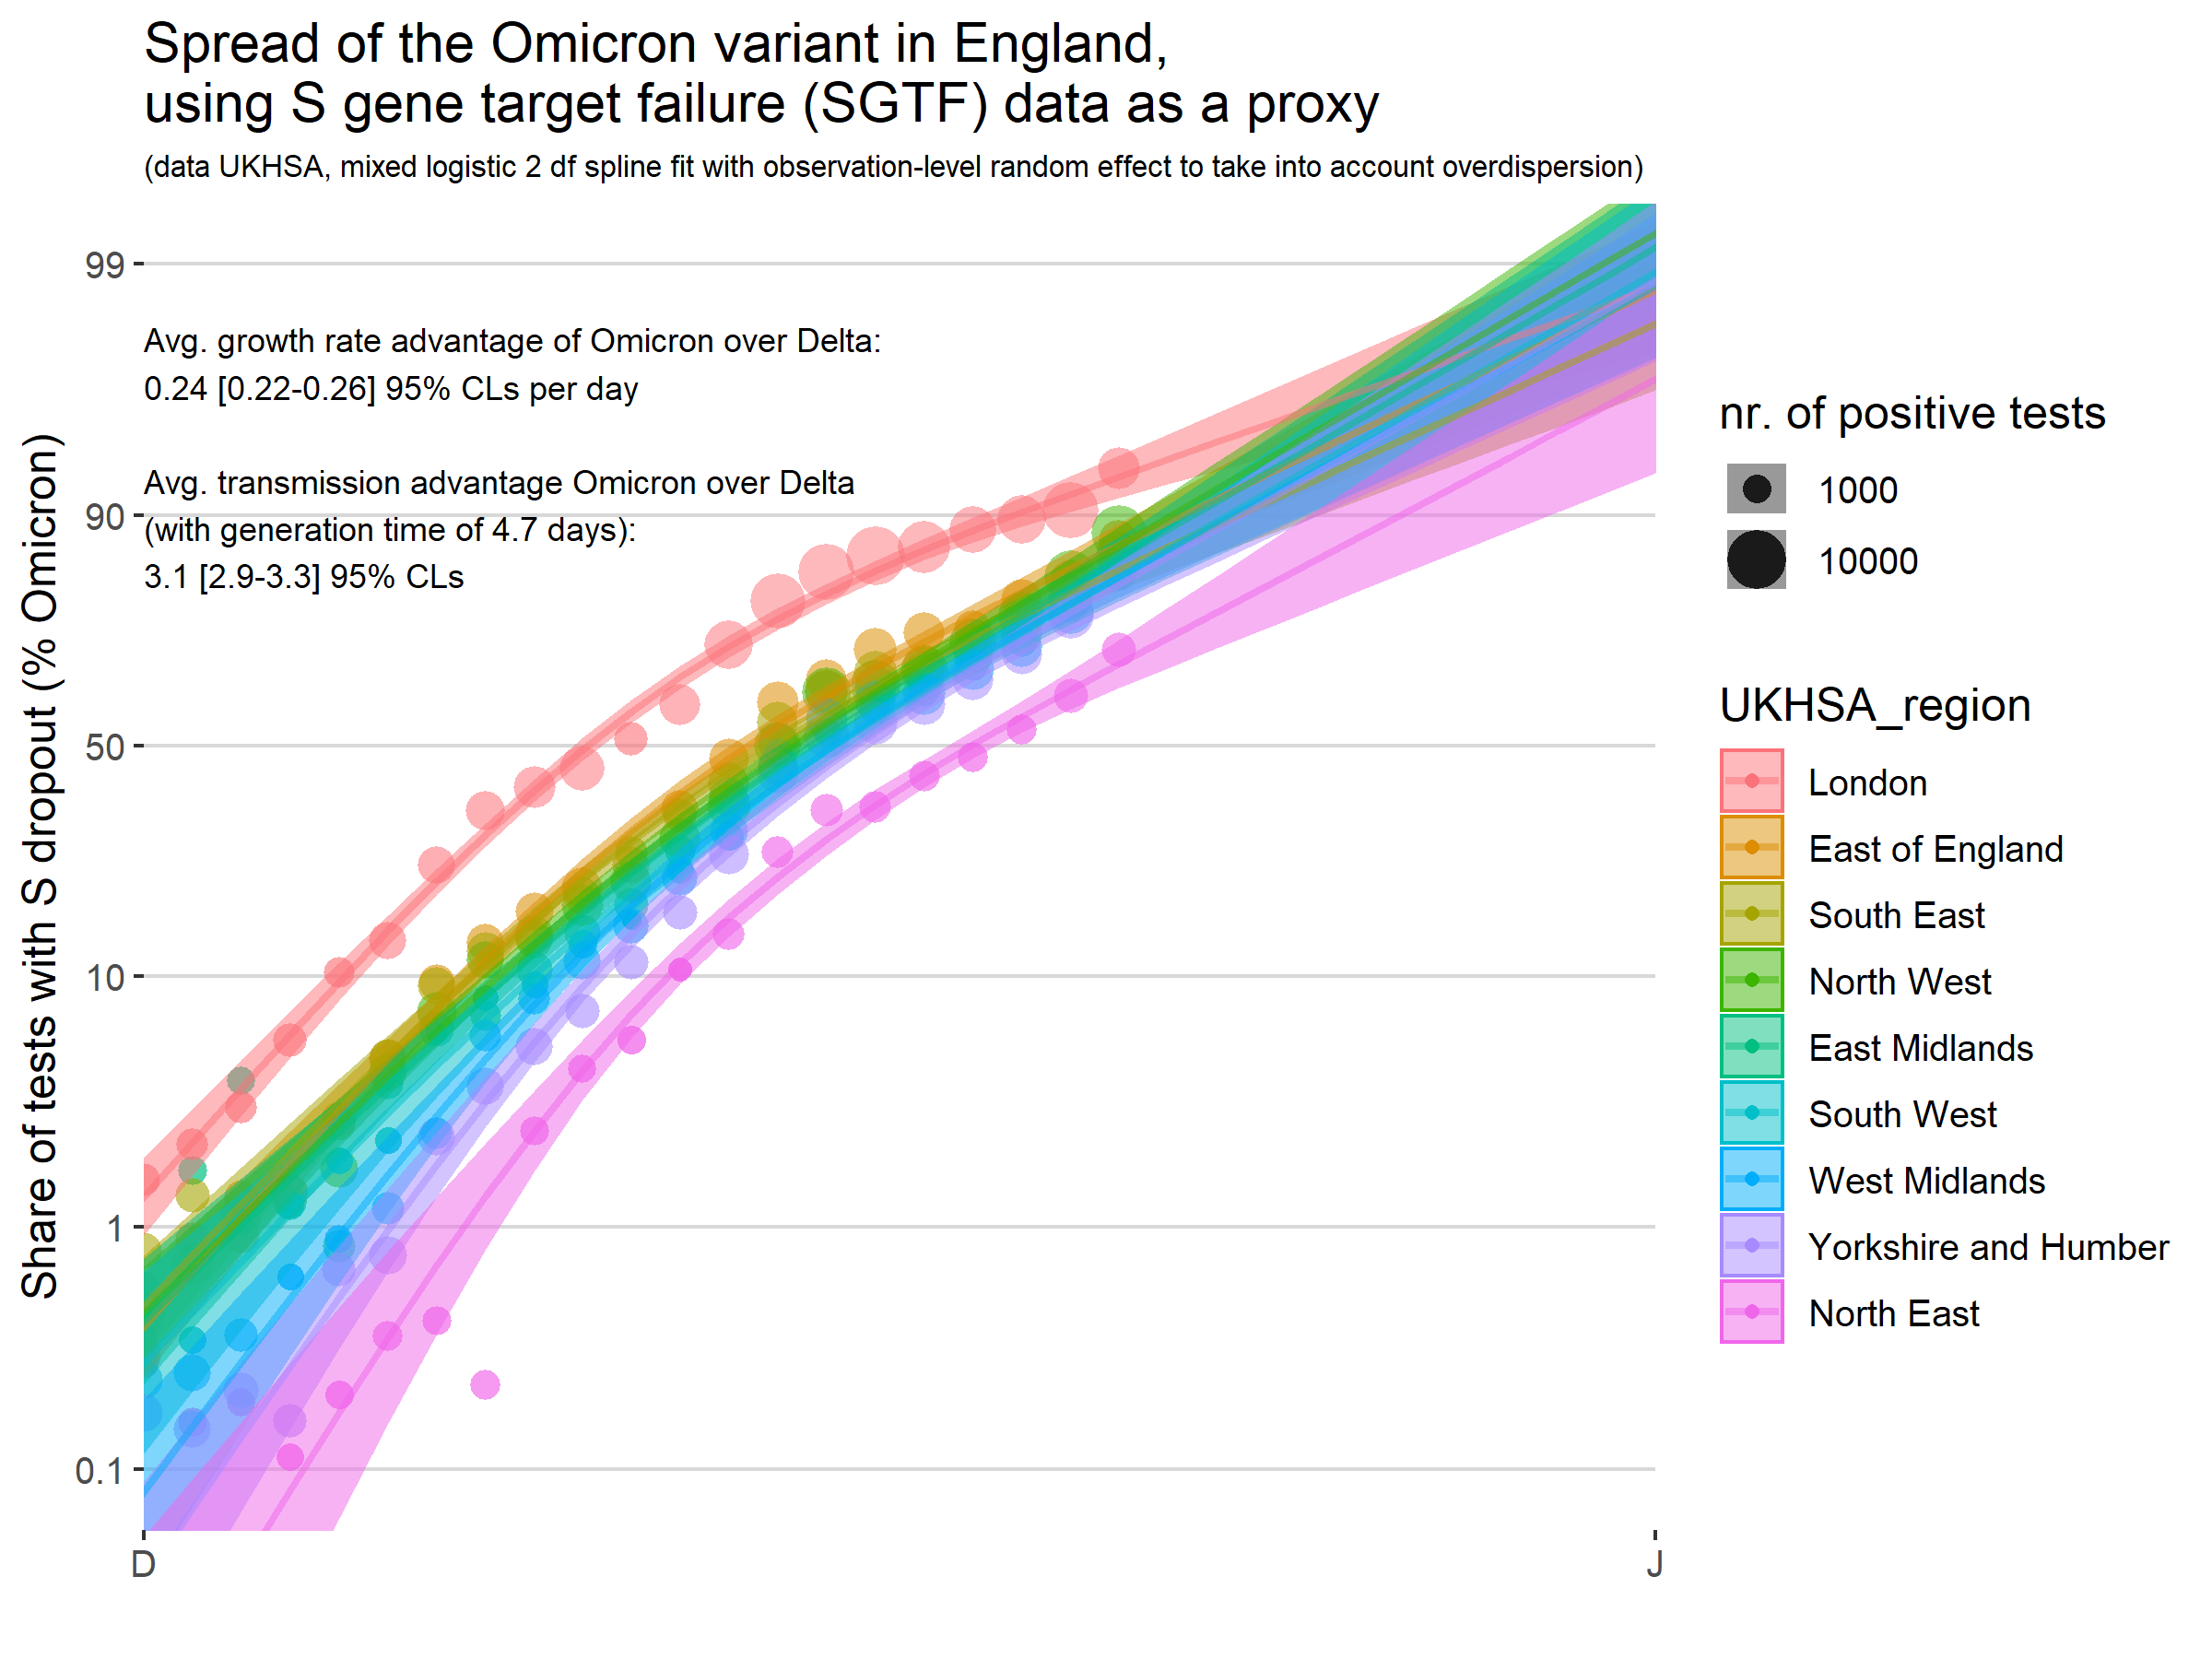 Spread of the Omicron variant in England,
using S gene target failure (SGTF) data as a proxy
(data UKHSA, mixed logistic 2 df spline fit with observation-level random effect to take into account overdispersion)
Share of tests with S dropout (% Omicron)
99
90
50
10
1
0.1
Avg. growth rate advantage of Omicron over Delta:
0.24 [0.22-0.26] 95% CLs per day
Avg. transmission advantage Omicron over Delta
(with generation time of 4.7 days):
3.1 [2.9-3.3] 95% CLs
D
J
nr. of positive tests
1000
10000
UKHSA_region
London
East of England
South East
North West
East Midlands
South West
West Midlands
Yorkshire and Humber
North East